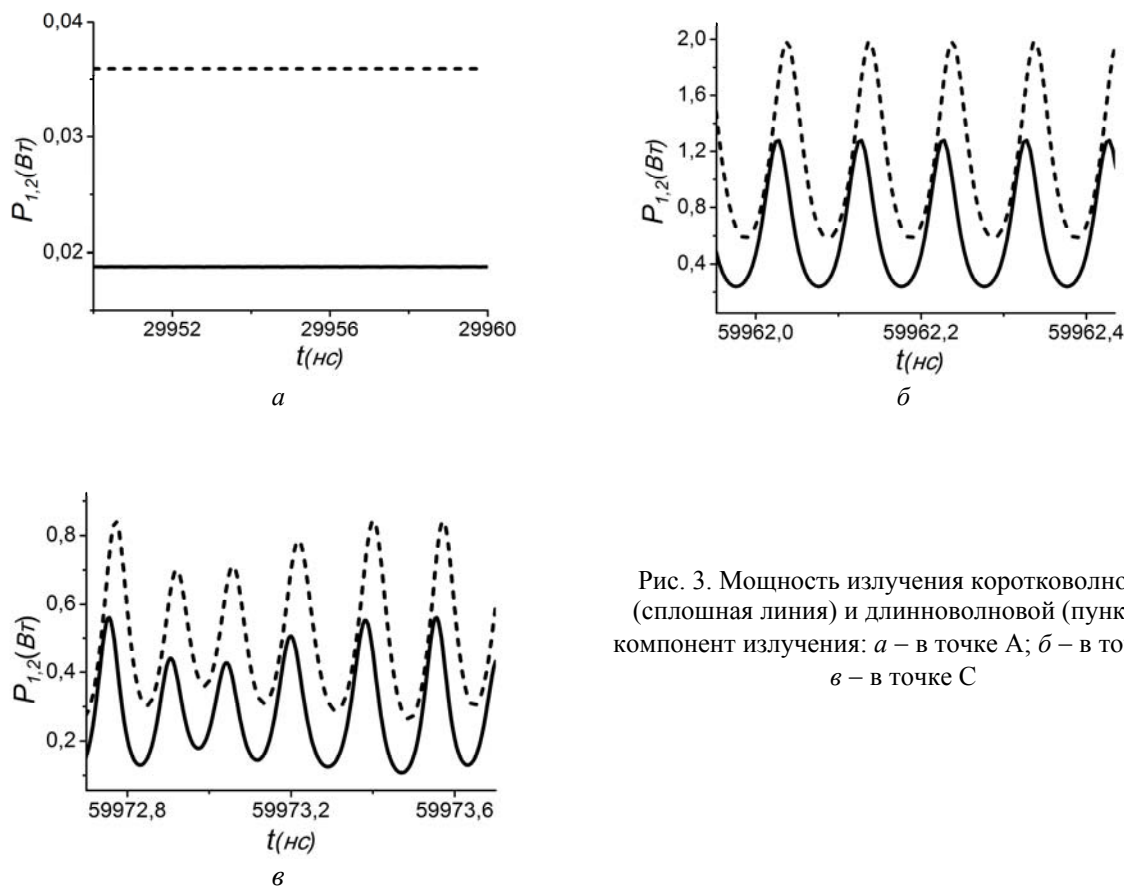 0,04
0,03
0,02
P1,2(Вт)
29952 29956 29960
t(нс)
а
2,0
1,6
1,2
0,8
0,4
P1,2(Вт)
59962,0 59962,2 59962,4
t(нс)
б
0,8
0,6
0,4
0,2
P1,2(Вт)
59972,8 59973,2 59973,6
t(нс)
в
Рис. 3. Мощность излучения коротковолно
(сплошная линия) и длинноволновой (пунк
компонент излучения: а – в точке А; б – в то
в – в точке С